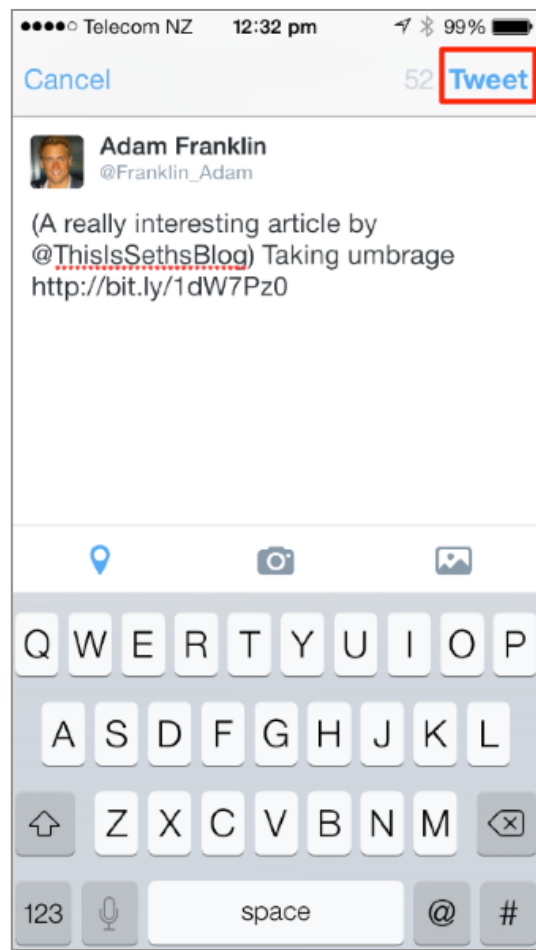 Telecom NZ 12:32 pm 99%
Cancel 52 Tweet
Adam Franklin
@Franklin_Adam
(A really interesting article by
@ThisIsSethsBlog) Taking umbrage
http://bit.ly/1dW7Pz0
Q W E R T Y U I O P
A S D F G H J K L
Z X C V B N M
123 space @ #